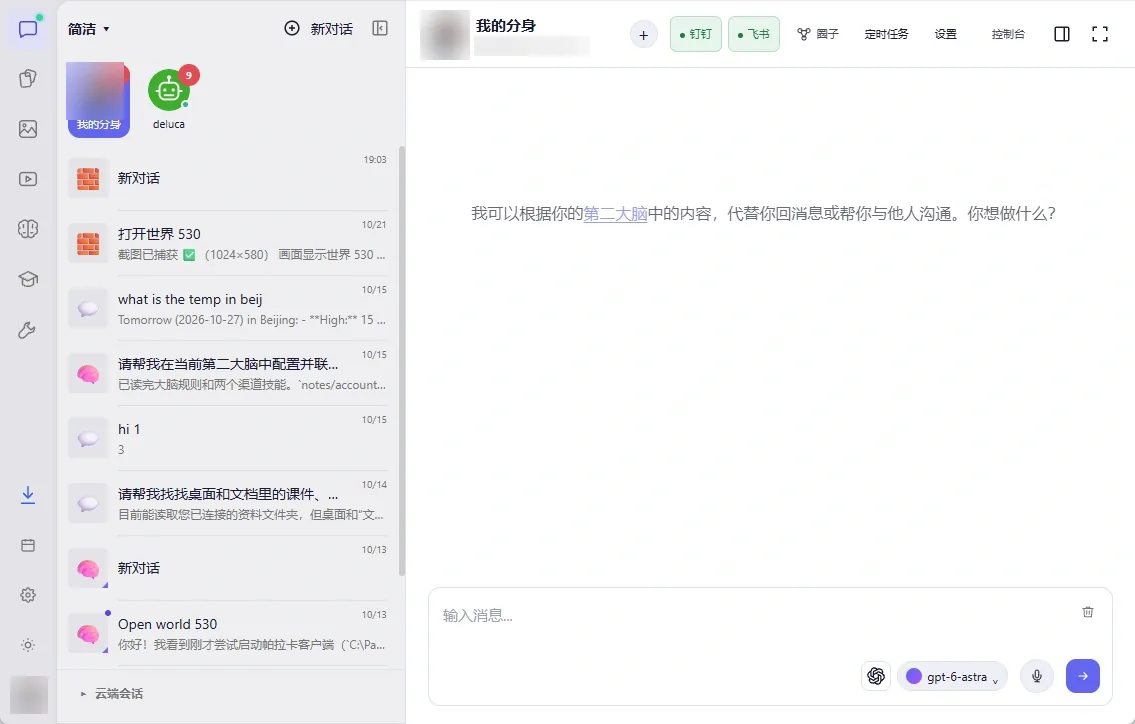 简洁
新对话
我的分身
9
deluca
新对话
19:03
打开世界 530
10/21
截图已捕获 ✅ （1024×580） 画面显示世界 530 ...
what is the temp in beij
10/15
Tomorrow (2026-10-27) in Beijing: - **High:** 15 ...
请帮我在当前第二大脑中配置并联...
10/15
已读完大脑规则和两个渠道技能。`notes/account...
hi 1
10/15
3
请帮我找找桌面和文档里的课件、...
10/14
目前能读取您已连接的资料文件夹，但桌面和“文...
新对话
10/13
Open world 530
10/13
你好！我看到刚才尝试启动帕拉卡客户端（`C:\Pa...
云端会话
我的分身
+
钉钉
飞书
圈子
定时任务
设置
控制台
我可以根据你的第二大脑中的内容，代替你回消息或帮你与他人沟通。你想做什么？
输入消息...
gpt-6-astra